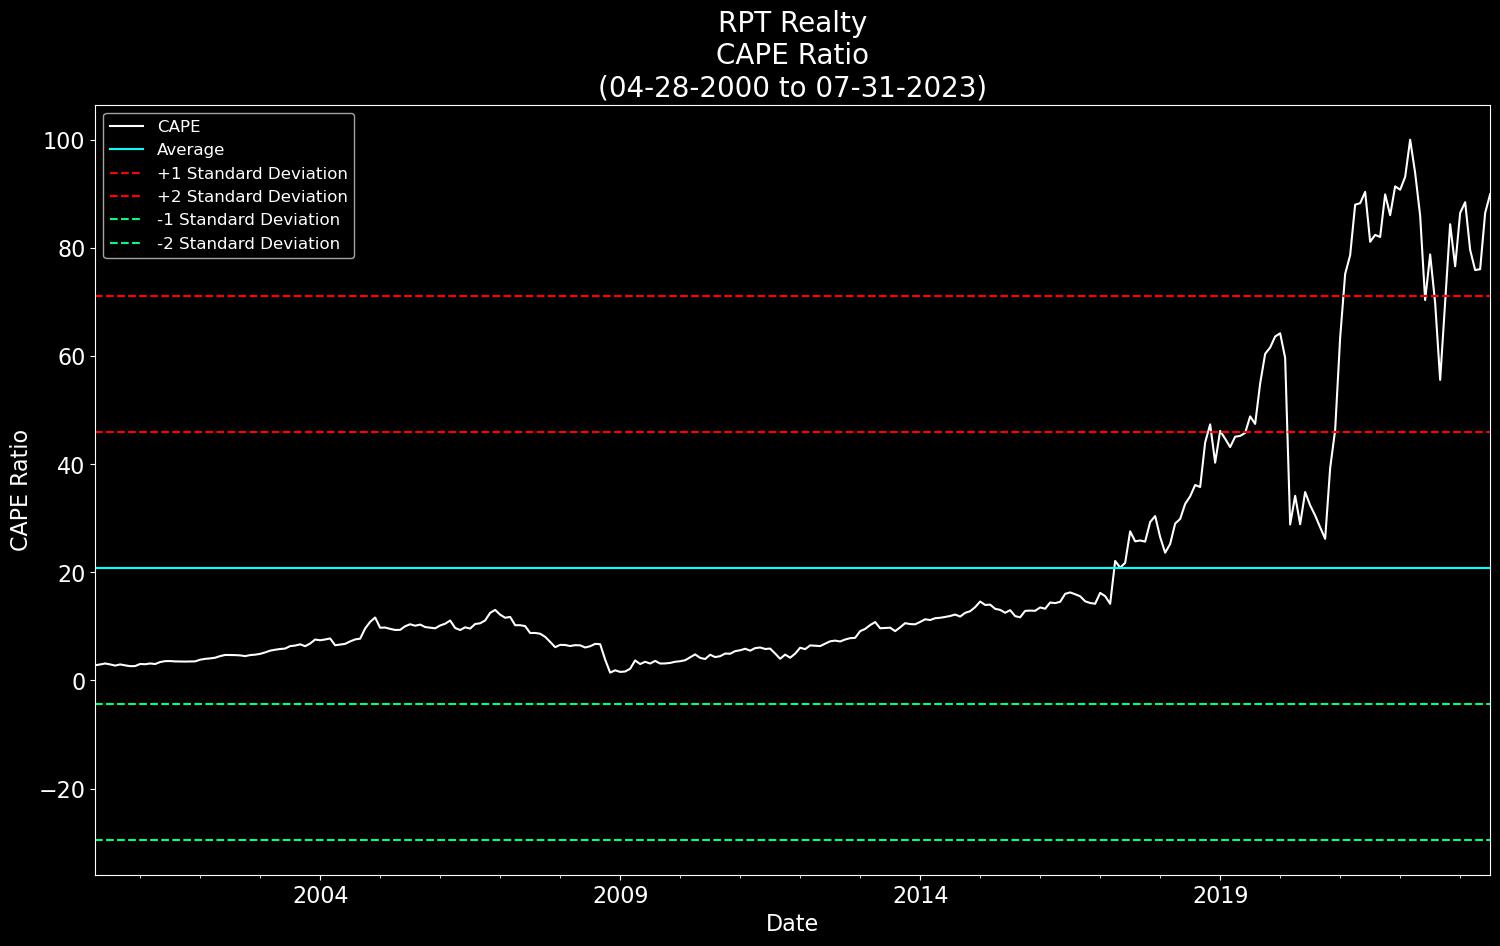 RPT Realty
CAPE Ratio
(04-28-2000 to 07-31-2023)
CAPE
Average
+1 Standard Deviation
+2 Standard Deviation
-1 Standard Deviation
-2 Standard Deviation
100
80
60
40
20
0
−20
CAPE Ratio
2004
2009
2014
2019
Date